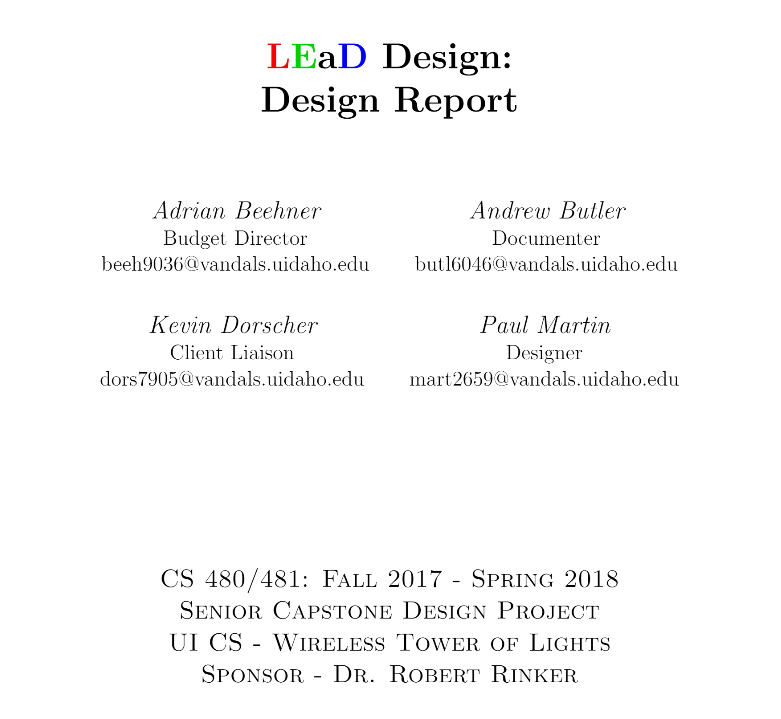 LEaD Design:
Design Report
Adrian Beehner
Budget Director
beeh9036@vandals.uidaho.edu
Andrew Butler
Documenter
butl6046@vandals.uidaho.edu
Kevin Dorscher
Client Liaison
dors7905@vandals.uidaho.edu
Paul Martin
Designer
mart2659@vandals.uidaho.edu
CS 480/481: Fall 2017 - Spring 2018
Senior Capstone Design Project
UI CS - Wireless Tower of Lights
Sponsor - Dr. Robert Rinker